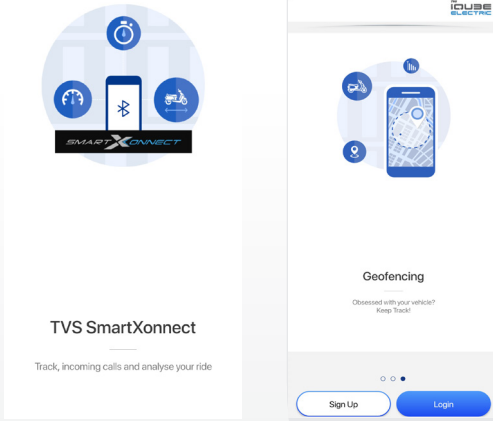 SMARTXONNECT
TVS SmartXonnect
Track, incoming calls and analyse your ride
iQUBE
ELECTRIC
Geofencing
Obsessed with your vehicle?
Keep Track!
Sign Up
Login